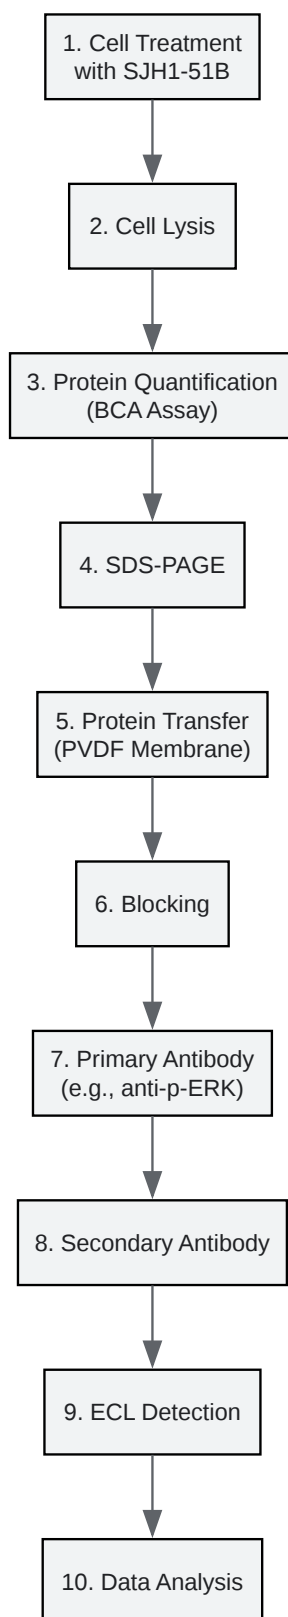 1. Cell Treatment
with SJH1-51B
2. Cell Lysis
3. Protein Quantification
(BCA Assay)
4. SDS-PAGE
5. Protein Transfer
(PVDF Membrane)
6. Blocking
7. Primary Antibody
(e.g., anti-p-ERK)
8. Secondary Antibody
9. ECL Detection
10. Data Analysis